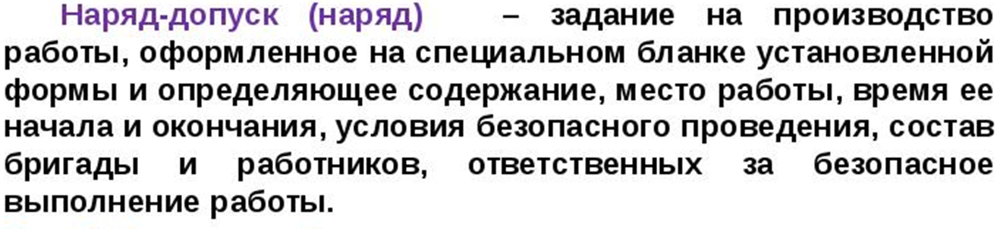 Наряд-допуск (наряд) – задание на производство
работы, оформленное на специальном бланке установленной
формы и определяющее содержание, место работы, время ее
начала и окончания, условия безопасного проведения, состав
бригады и работников, ответственных за безопасное
выполнение работы.